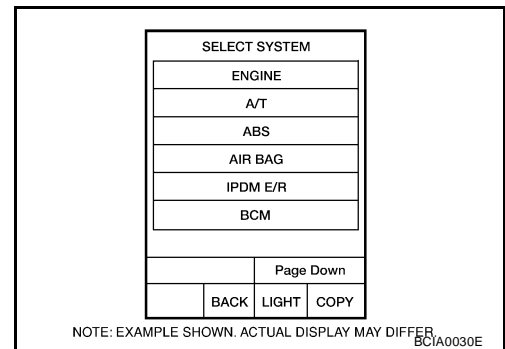 SELECT SYSTEM
ENGINE
A/T
ABS
AIR BAG
IPDM E/R
BCM
Page Down
BACK LIGHT COPY
NOTE: EXAMPLE SHOWN. ACTUAL DISPLAY MAY DIFFER.
BCIA0030E